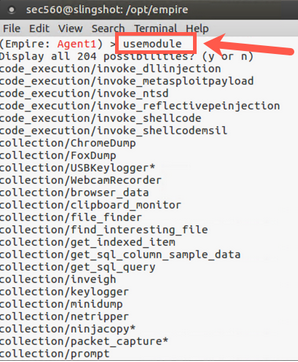 sec560@slingshot: /opt/empire
File Edit View Search Terminal Help
(Empire: Agent1) > usemodule
Display all 204 possibilities? (y or n)
code_execution/invoke_dllinjection
code_execution/invoke_metasploitpayload
code_execution/invoke_ntsd
code_execution/invoke_reflectivepeinjection
code_execution/invoke_shellcode
code_execution/invoke_shellcodemsil
collection/ChromeDump
collection/FoxDump
collection/USBKeylogger*
collection/WebcamRecorder
collection/browser_data
collection/clipboard_monitor
collection/file_finder
collection/find_interesting_file
collection/get_indexed_item
collection/get_sql_column_sample_data
collection/get_sql_query
collection/inveigh
collection/keylogger
collection/minidump
collection/netripper
collection/ninjacopy*
collection/packet_capture*
collection/prompt